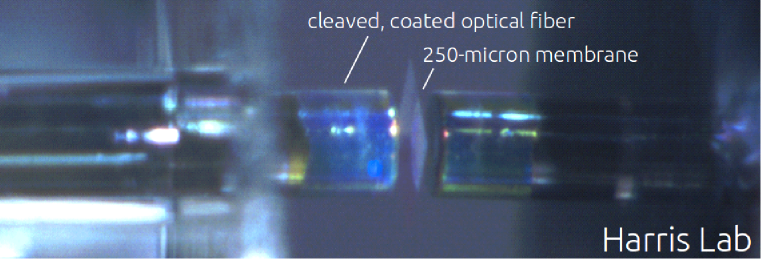 cleaved, coated optical fiber
250-micron membrane
Harris Lab